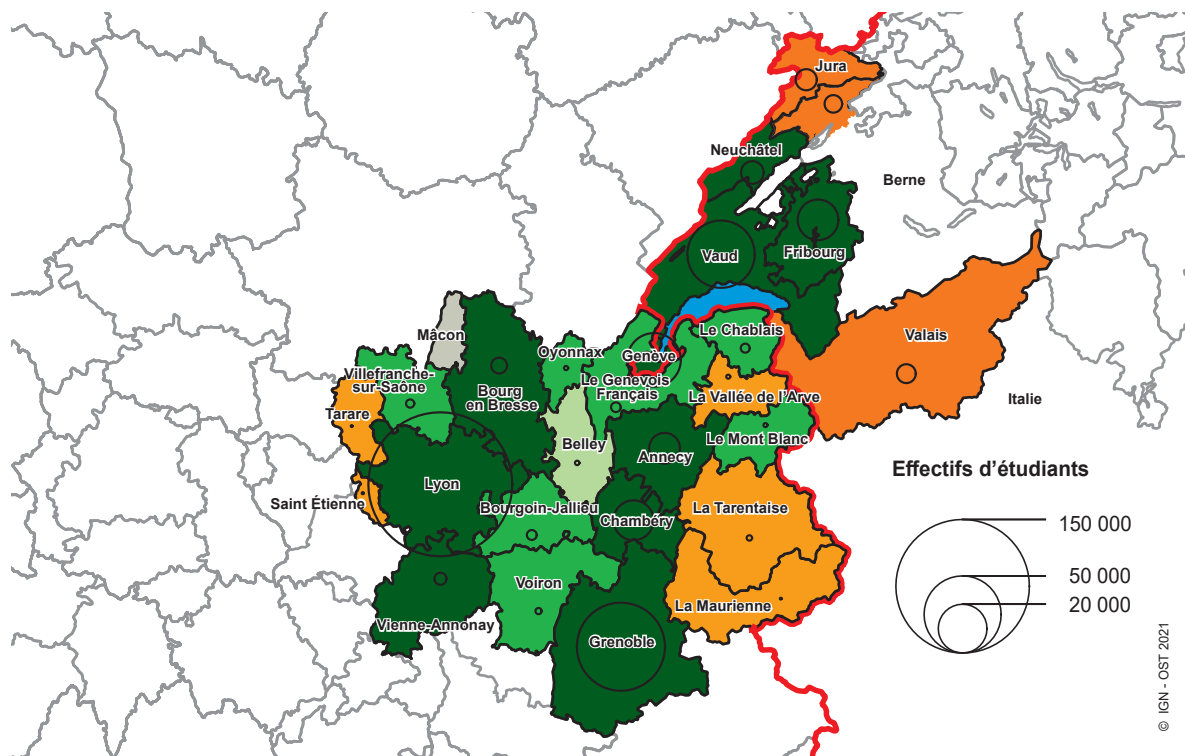 Jura
Neuchâtel
Berne
Vaud
Fribourg
Le Chablais
Mâcon
Oyonnax
Genève
Valais
Villefranche-
sur-Saône
Bourg
en Bresse
Le Genevois
Français
La Vallée de l'Arve
Italie
Tarare
Belley
Annecy
Le Mont Blanc
Lyon
Saint Étienne
Bourgoin-Jallieu
Chambéry
La Tarentaise
Voiron
La Maurienne
Vienne-Annonay
Grenoble
Effectifs d'étudiants
150 000
50 000
20 000
© IGN - OST 2021